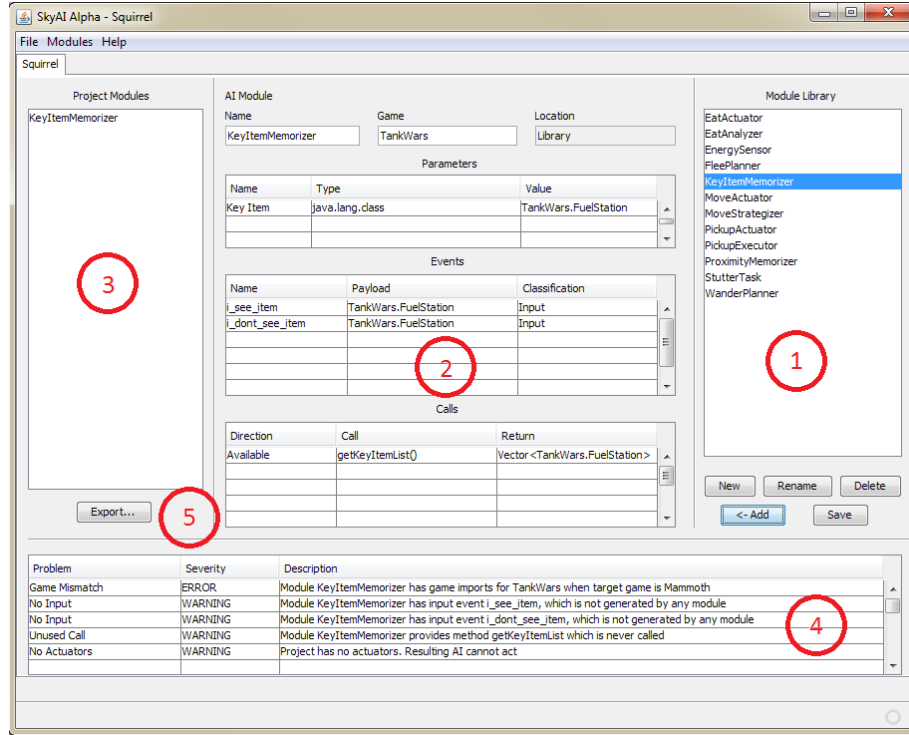 SkyAI Alpha - Squirrel
File Modules Help
Squirrel
Project Modules
KeyItemMemorizer
3
Export...
5
AI Module
Name Game Location
KeyItemMemorizer TankWars Library
Parameters
Name Type Value
Key Item java.lang.class TankWars.FuelStation
Events
Name Payload Classification
i_see_item TankWars.FuelStation Input
i_dont_see_item TankWars.FuelStation Input
2
Calls
Direction Call Return
Available getKeyItemList() Vector<TankWars.FuelStation>
Module Library
EatActuator
EatAnalyzer
EnergySensor
FleePlanner
KeyItemMemorizer
MoveActuator
MoveStrategizer
PickupActuator
PickupExecutor
ProximityMemorizer
StutterTask
WanderPlanner
1
New Rename Delete
<- Add Save
Problem Severity Description
Game Mismatch ERROR Module KeyItemMemorizer has game imports for TankWars when target game is Mammoth
No Input WARNING Module KeyItemMemorizer has input event i_see_item, which is not generated by any module
No Input WARNING Module KeyItemMemorizer has input event i_dont_see_item, which is not generated by any module
Unused Call WARNING Module KeyItemMemorizer provides method getKeyItemList which is never called
No Actuators WARNING Project has no actuators. Resulting AI cannot act
4